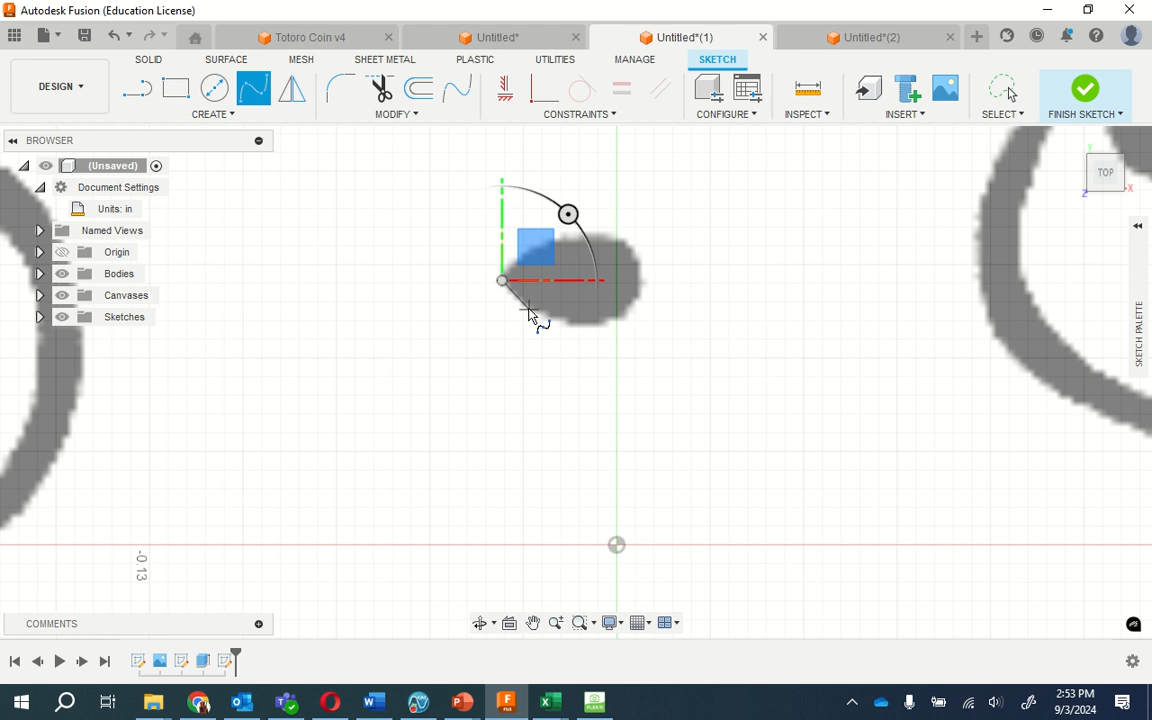 Autodesk Fusion (Education License)
Totoro Coin v4
Untitled*
Untitled*(1)
Untitled*(2)
SOLID
SURFACE
MESH
SHEET METAL
PLASTIC
UTILITIES
MANAGE
SKETCH
DESIGN
CREATE
MODIFY
CONSTRAINTS
CONFIGURE
INSPECT
INSERT
SELECT
FINISH SKETCH
BROWSER
(Unsaved)
Document Settings
Units: in
Named Views
Origin
Bodies
Canvases
Sketches
Y
TOP
X
Z
SKETCH PALETTE
-0.13
COMMENTS
2:53 PM
9/3/2024